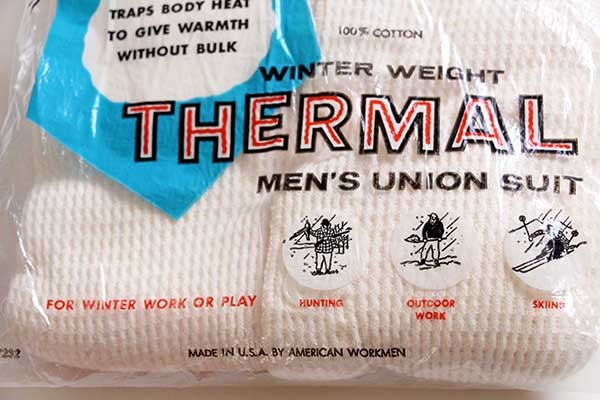 TRAPS BODY HEAT
TO GIVE WARMTH
WITHOUT BULK
100% COTTON
WINTER WEIGHT
THERMAL
MEN'S UNION SUIT
FOR WINTER WORK OR PLAY
HUNTING
OUTDOOR
WORK
SKIING
MADE IN U.S.A. BY AMERICAN WORKMEN